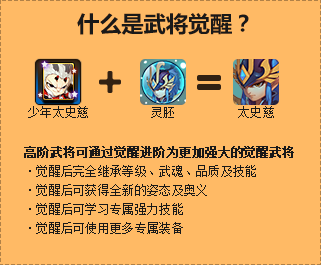 什么是武将觉醒？
少年太史慈 灵胚 太史慈
高阶武将可通过觉醒进阶为更加强大的觉醒武将
·觉醒后完全继承等级、武魂、品质及技能
·觉醒后可获得全新的姿态及奥义
·觉醒后可学习专属强力技能
·觉醒后可使用更多专属装备